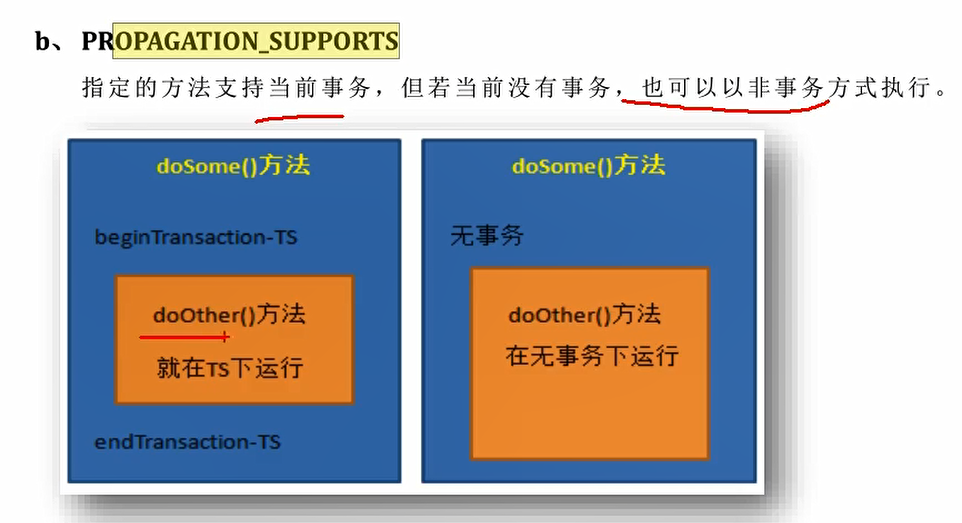 b、 PROPAGATION_SUPPORTS
指定的方法支持当前事务，但若当前没有事务，也可以以非事务方式执行。
doSome()方法
beginTransaction-TS
doOther()方法
就在TS下运行
endTransaction-TS
doSome()方法
无事务
doOther()方法
在无事务下运行